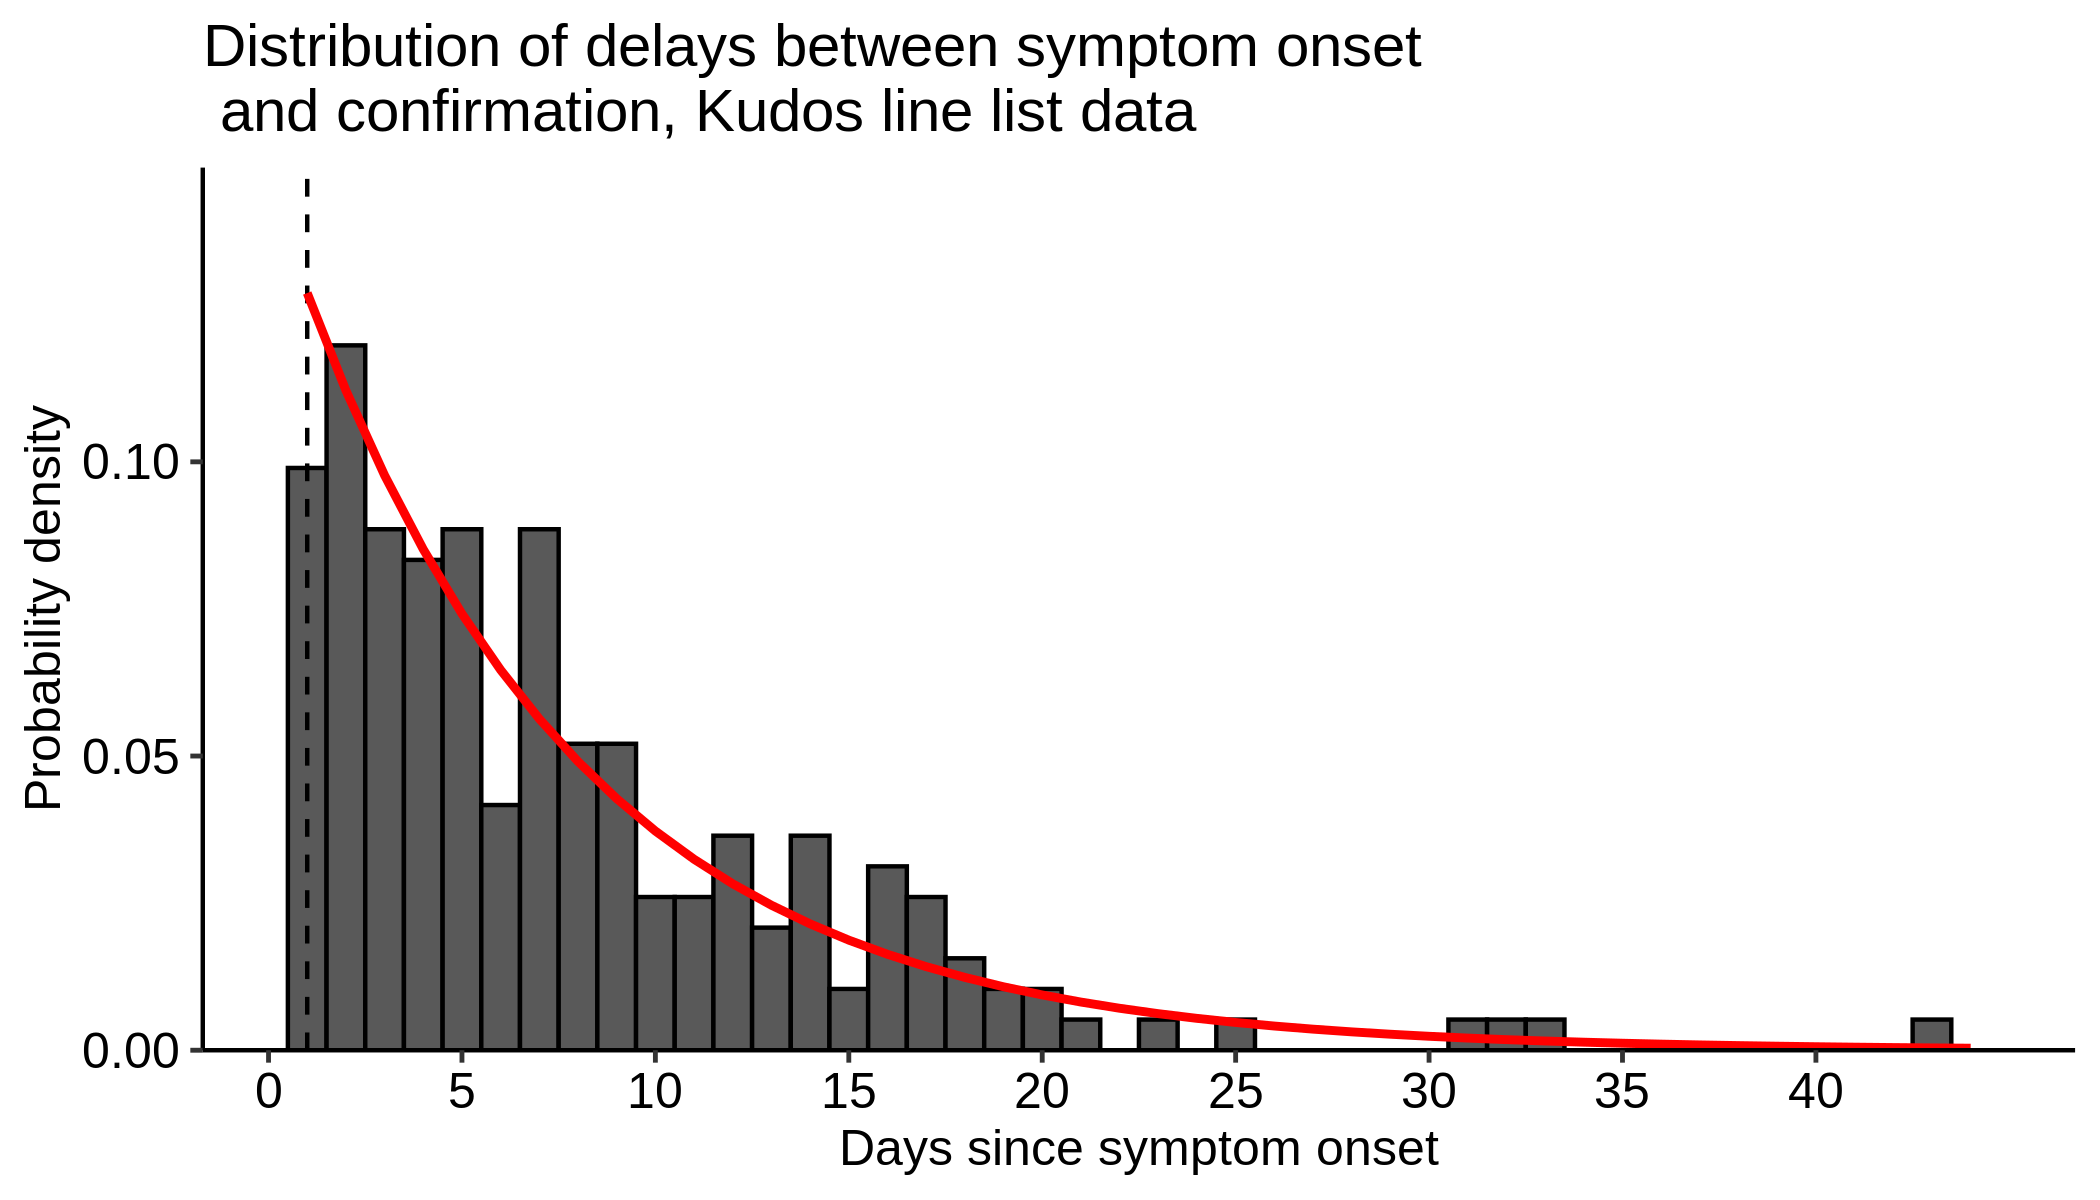 Distribution of delays between symptom onset
and confirmation, Kudos line list data
Probability density
0.10
0.05
0.00
0 5 10 15 20 25 30 35 40
Days since symptom onset